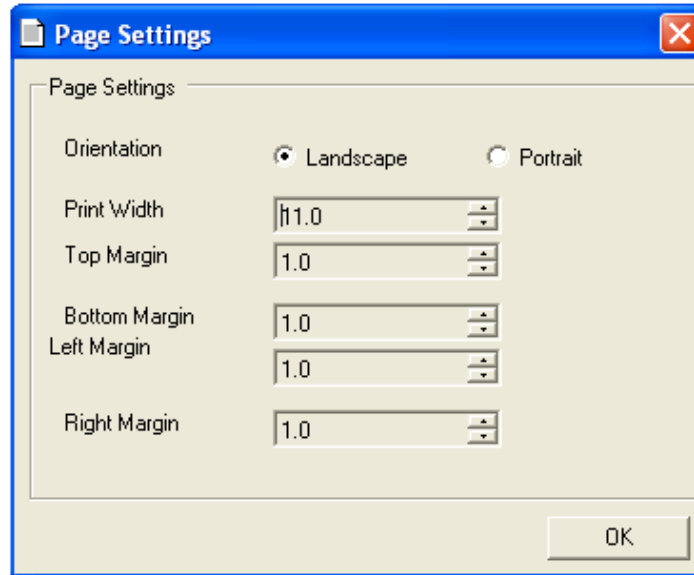 Page Settings
Page Settings
Orientation Landscape Portrait
Print Width 11.0
Top Margin 1.0
Bottom Margin 1.0
Left Margin 1.0
Right Margin 1.0
OK